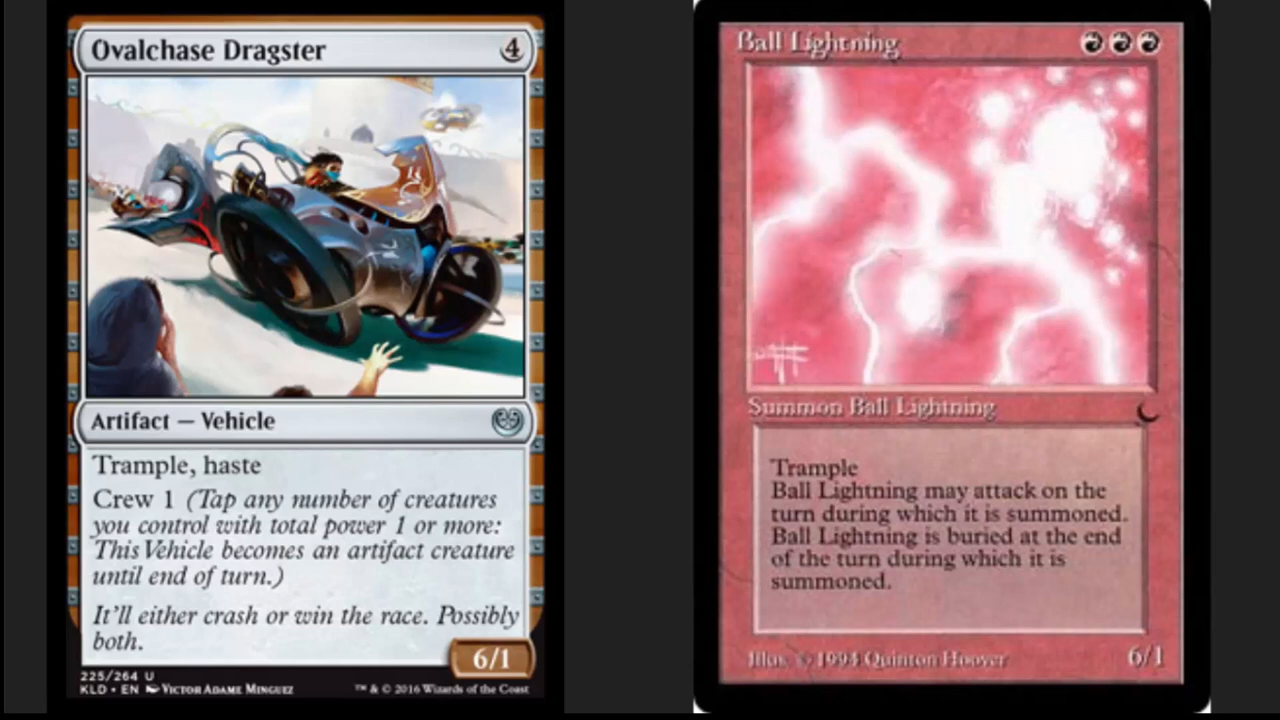 Ovalchase Dragster 4
Artifact — Vehicle
Trample, haste
Crew 1 (Tap any number of creatures
you control with total power 1 or more:
This Vehicle becomes an artifact creature
until end of turn.)
It'll either crash or win the race. Possibly
both.
6/1
225/264 U
KLD • EN Victor Adame Minguez
™ & © 2016 Wizards of the Coast
Ball Lightning
Summon Ball Lightning
Trample
Ball Lightning may attack on the
turn during which it is summoned.
Ball Lightning is buried at the end
of the turn during which it is
summoned.
Illus. © 1994 Quinton Hoover
6/1